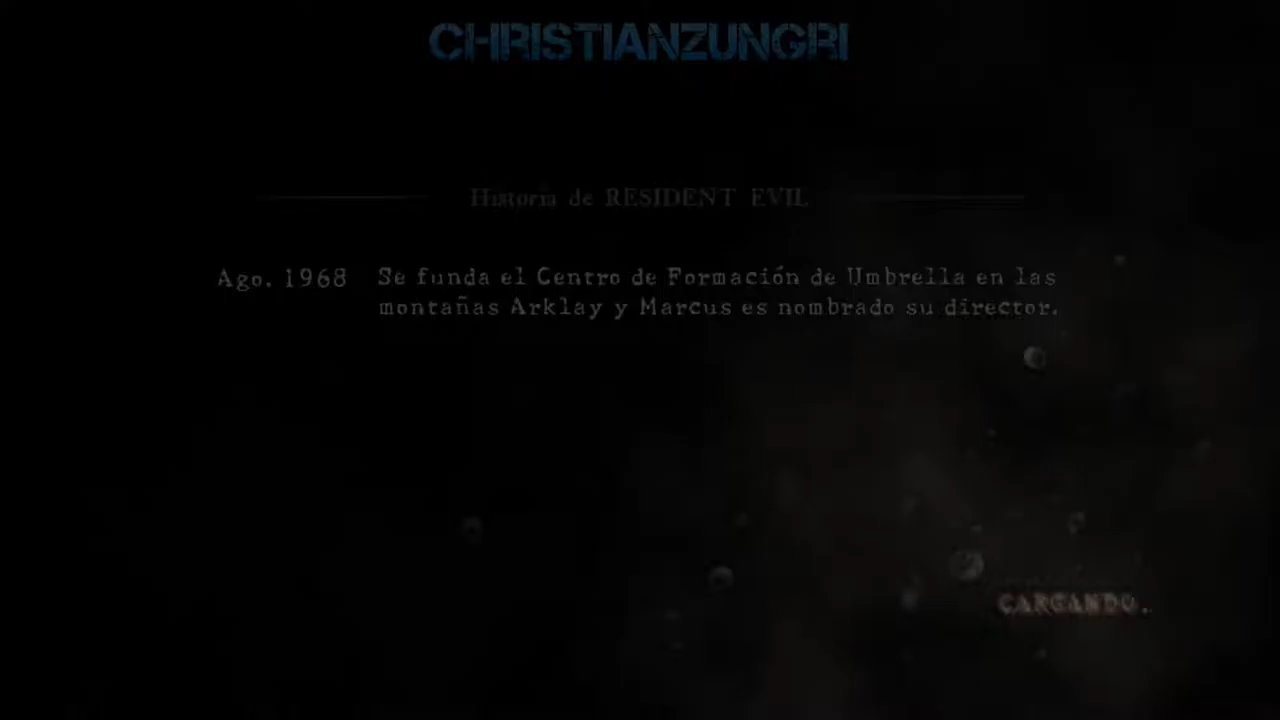 CHRISTIANZUNGRI
Historia de RESIDENT EVIL
Ago. 1968 Se funda el Centro de Formación de Umbrella en las
montañas Arklay y Marcus es nombrado su director.
CARGANDO.